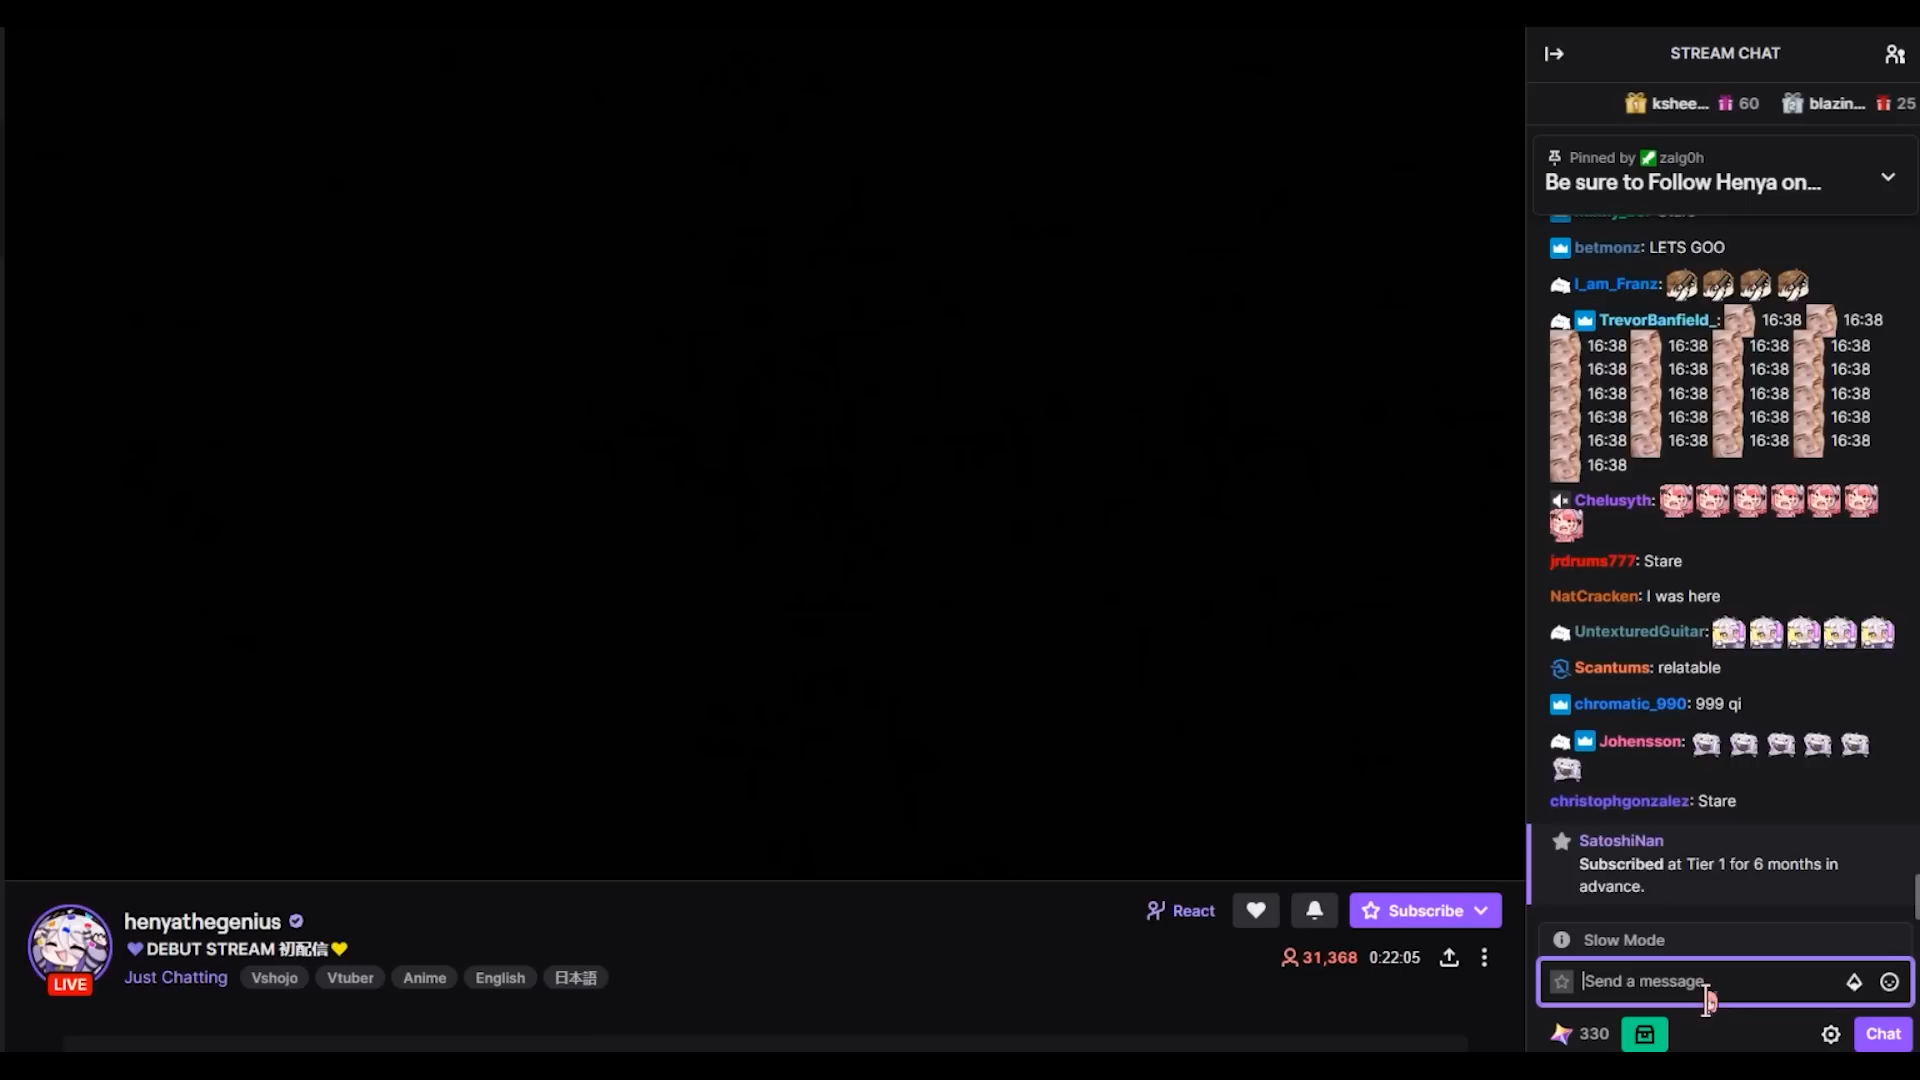 STREAM CHAT
kshee... 60 blazin... 25
Pinned by zalg0h
Be sure to Follow Henya on...
betmonz: LETS GOO
I_am_Franz:
TrevorBanfield_: 16:38 16:38
16:38 16:38 16:38 16:38
16:38 16:38 16:38 16:38
16:38 16:38 16:38 16:38
16:38 16:38 16:38 16:38
16:38 16:38 16:38 16:38
16:38
Chelusyth:
jrdrums777: Stare
NatCracken: I was here
UntexturedGuitar:
Scantums: relatable
chromatic_990: 999 qi
Johensson:
christophgonzalez: Stare
SatoshiNan
Subscribed at Tier 1 for 6 months in
advance.
Slow Mode
Send a message
330 Chat
henyathegenius
💜DEBUT STREAM 初配信💛
Just Chatting Vshojo Vtuber Anime English 日本語
LIVE
React Subscribe
31,368 0:22:05